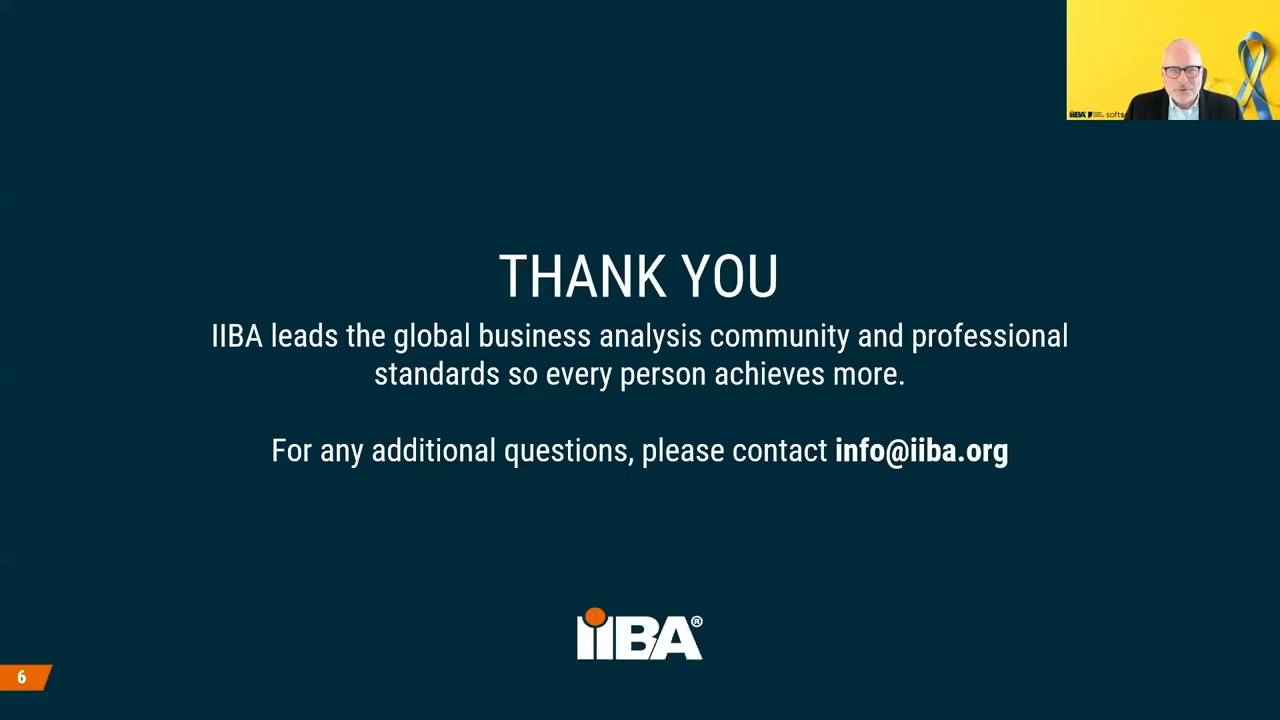 THANK YOU
IIBA leads the global business analysis community and professional
standards so every person achieves more.
For any additional questions, please contact info@iiba.org
iiBA®
6
iiBA